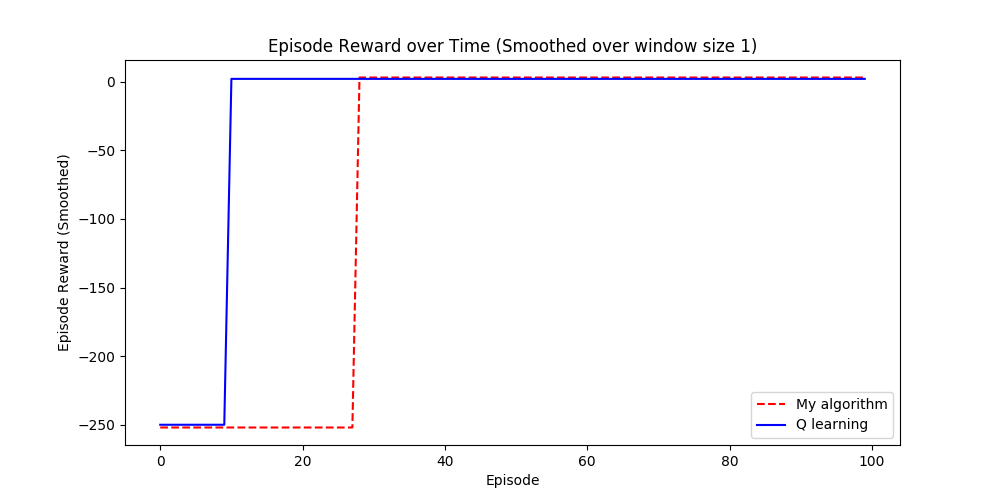 Episode Reward over Time (Smoothed over window size 1)
Episode Reward (Smoothed)
0
−50
−100
−150
−200
−250
0
20
40
60
80
100
Episode
My algorithm
Q learning